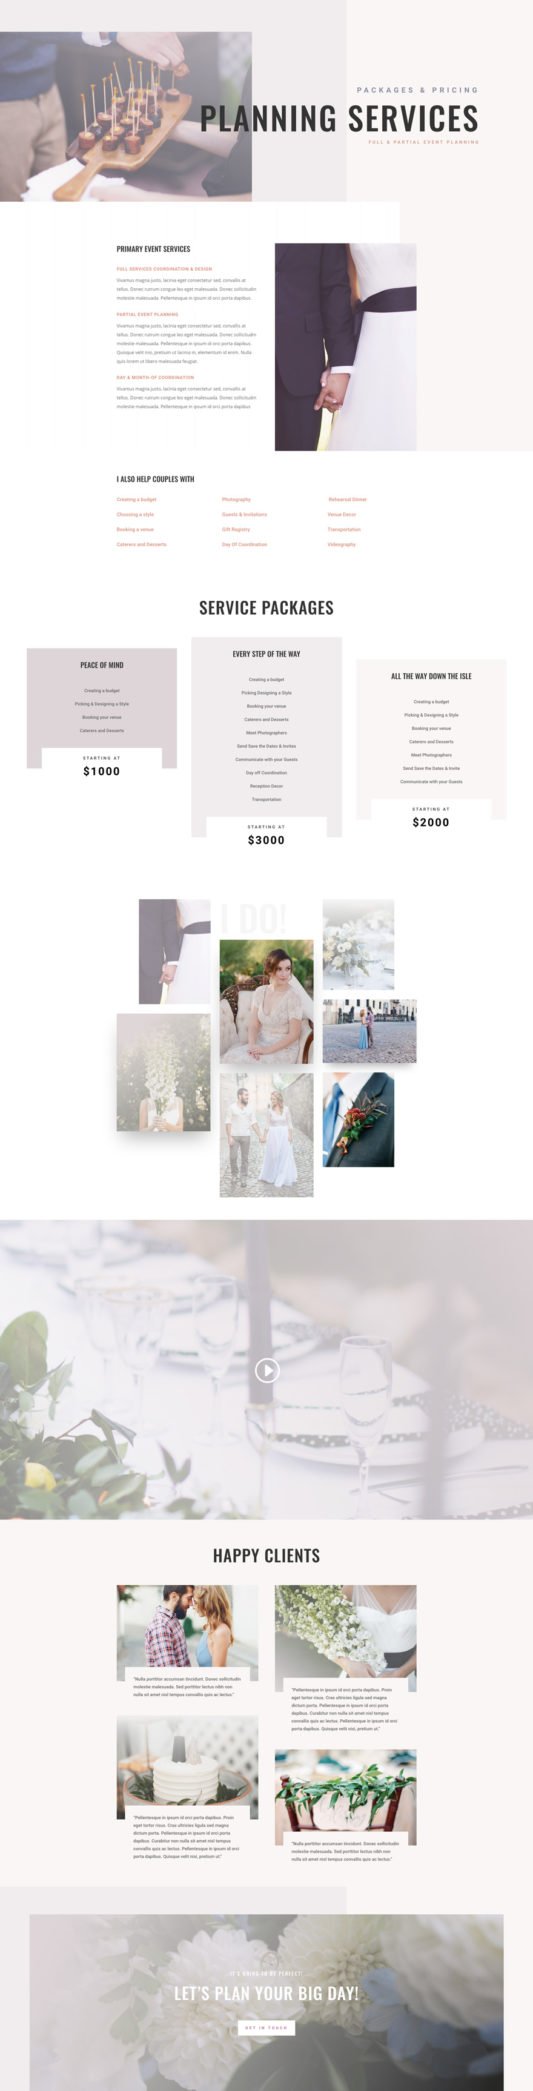 PACKAGES & PRICING
PLANNING SERVICES
FULL & PARTIAL EVENT PLANNING
PRIMARY EVENT SERVICES
FULL SERVICES COORDINATION & DESIGN
Vivamus magna justo, lacinia eget consectetur sed, convallis at
tellus. Donec rutrum congue leo eget malesuada. Donec sollicitudin
molestie malesuada. Pellentesque in ipsum id orci porta dapibus.
PARTIAL EVENT PLANNING
Vivamus magna justo, lacinia eget consectetur sed, convallis at
tellus. Donec rutrum congue leo eget malesuada. Donec sollicitudin
molestie malesuada. Pellentesque in ipsum id orci porta dapibus.
Quisque velit nisi, pretium ut lacinia in, elementum id enim. Nulla
quis lorem ut libero malesuada feugiat.
DAY & MONTH-OF COORDINATION
Vivamus magna justo, lacinia eget consectetur sed, convallis at
tellus. Donec rutrum congue leo eget malesuada. Donec sollicitudin
molestie malesuada. Pellentesque in ipsum id orci porta dapibus
I ALSO HELP COUPLES WITH
Creating a budget
Choosing a style
Booking a venue
Caterers and Desserts
Photography
Guests & Invitations
Gift Registry
Day Of Coordination
Rehearsal Dinner
Venue Decor
Transportation
Videography
SERVICE PACKAGES
PEACE OF MIND
Creating a budget
Picking & Designing a Style
Booking your venue
Caterers and Desserts
STARTING AT
$1000
EVERY STEP OF THE WAY
Creating a budget
Picking Designing a Style
Booking your venue
Caterers and Desserts
Meet Photographers
Send Save the Dates & Invites
Communicate with your Guests
Day off Coordination
Reception Decor
Transportation
STARTING AT
$3000
ALL THE WAY DOWN THE ISLE
Creating a budget
Picking & Designing a Style
Booking your venue
Caterers and Desserts
Meet Photographers
Send Save the Dates & Invite
Communicate with your Guests
STARTING AT
$2000
I DO!
HAPPY CLIENTS
"Nulla porttitor accumsan tincidunt. Donec sollicitudin
molestie malesuada. Sed porttitor lectus nibh non
nulla sit amet nisl tempus convallis quis ac lectus."
"Pellentesque in ipsum id orci porta dapibus. Proin
eget tortor risus. Cras ultricies ligula sed magna
dictum porta. Pellentesque in ipsum id orci porta
dapibus. Curabitur non nulla sit amet nisl tempus
convallis quis ac lectus. Pellentesque in ipsum id
orci porta dapibus. Quisque velit nisi, pretium ut."
"Pellentesque in ipsum id orci porta dapibus. Proin
eget tortor risus. Cras ultricies ligula sed magna
dapibus. Curabitur non nulla sit amet nisl tempus
convallis quis ac lectus. Pellentesque in ipsum id orci
porta dapibus. Quisque velit nisi, pretium ut."
"Nulla porttitor accumsan tincidunt. Donec sollicitudin
molestie malesuada. Sed porttitor lectus nibh non
nulla sit amet nisl tempus convallis quis ac lectus."
IT'S GOING TO BE PERFECT!
LET'S PLAN YOUR BIG DAY!
GET IN TOUCH